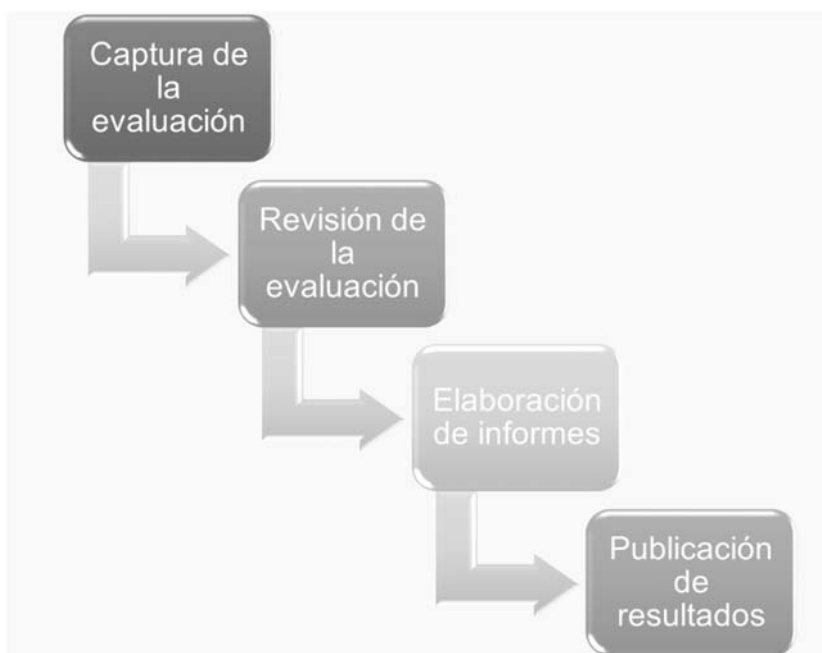 Captura de
la
evaluación
Revisión de
la
evaluación
Elaboración
de informes
Publicación
de
resultados